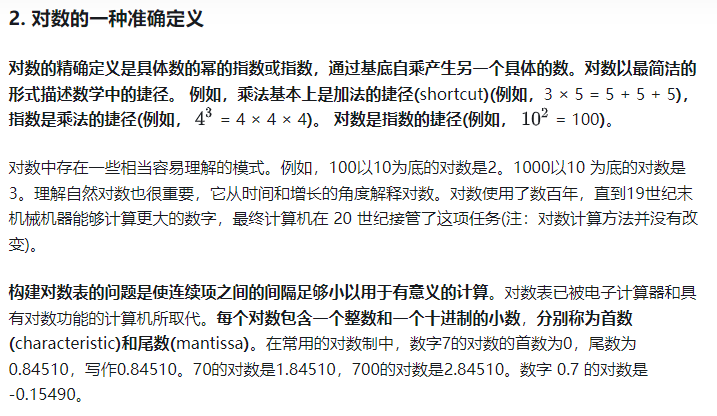 2. 对数的一种准确定义
对数的精确定义是具体数的幂的指数或指数，通过基底自乘产生另一个具体的数。对数以最简洁的
形式描述数学中的捷径。 例如，乘法基本上是加法的捷径(shortcut)(例如，3 × 5 = 5 + 5 + 5)，
指数是乘法的捷径(例如， 4³ = 4 × 4 × 4)。 对数是指数的捷径(例如， 10² = 100)。
对数中存在一些相当容易理解的模式。例如，100以10为底的对数是2。1000以10 为底的对数是
3。理解自然对数也很重要，它从时间和增长的角度解释对数。对数使用了数百年，直到19世纪末
机械机器能够计算更大的数字，最终计算机在 20 世纪接管了这项任务(注：对数计算方法并没有改
变)。
构建对数表的问题是使连续项之间的间隔足够小以用于有意义的计算。对数表已被电子计算器和具
有对数功能的计算机所取代。每个对数包含一个整数和一个十进制的小数，分别称为首数
(characteristic)和尾数(mantissa)。在常用的对数制中，数字7的对数的首数为0，尾数为
0.84510，写作0.84510。70的对数是1.84510，700的对数是2.84510。数字 0.7 的对数是
-0.15490。